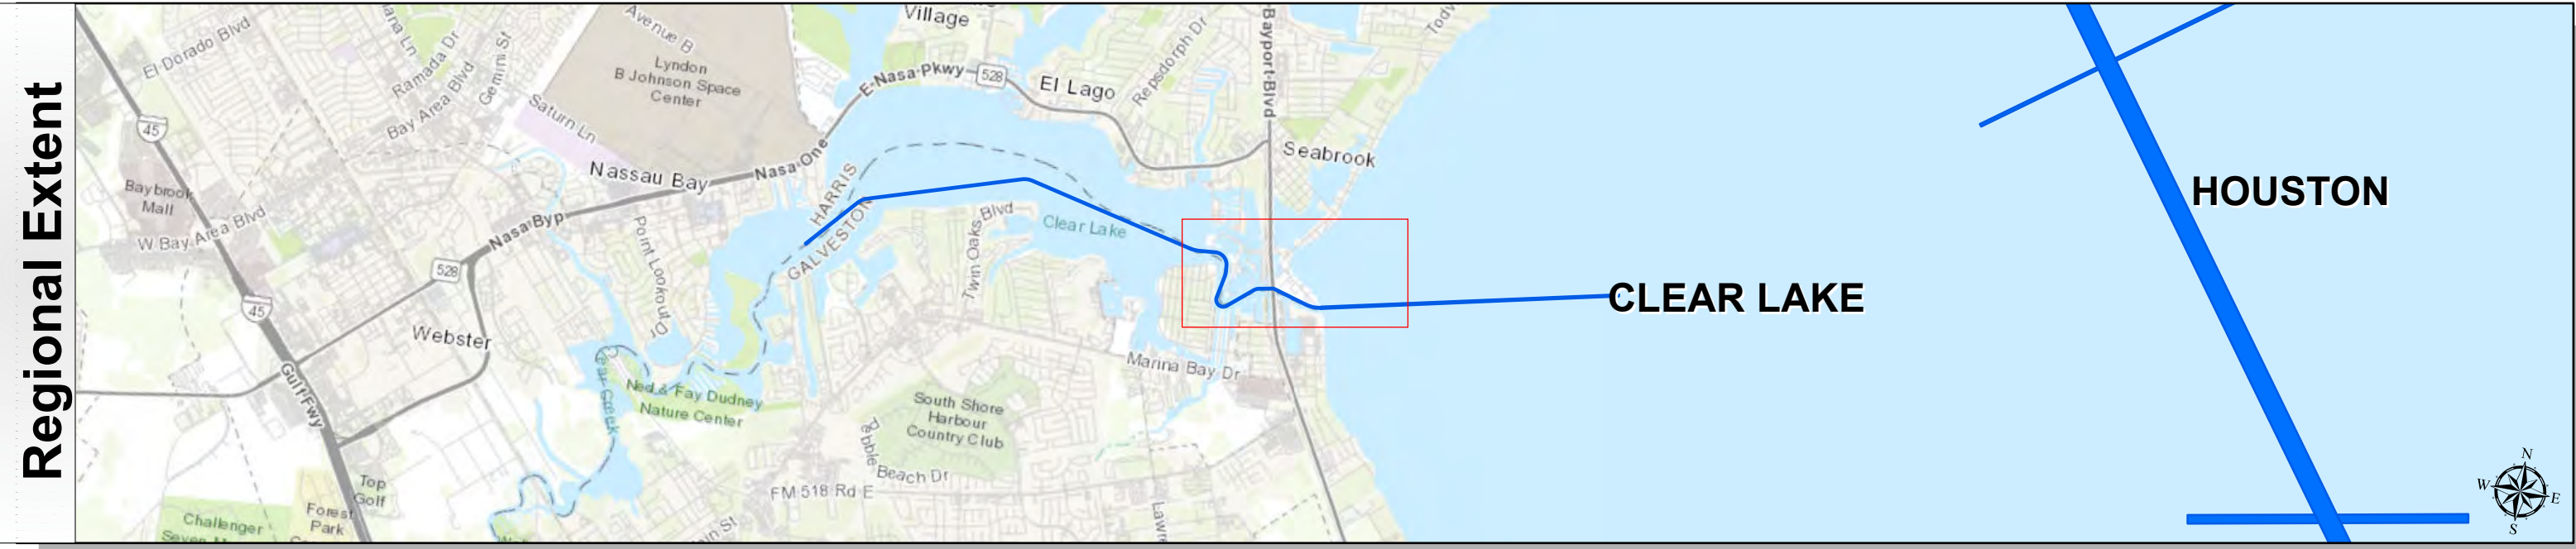 Regional Extent
El Dorado Blvd
Ramada Dr
Bay Area Blvd
Gemini St
Saturn Ln
Avenue B
Lyndon
B Johnson Space
Center
Village
E Nasa Pkwy
528
El Lago
Repsdorph Dr
Bayport Blvd
Seabrook
45
Baybrook
Mall
W Bay Area Blvd
Nassau Bay
Nasa One
Nasa Byp
528
HARRIS
GALVESTON
Point Lookout Dr
Twin Oaks Blvd
Clear Lake
CLEAR LAKE
HOUSTON
45
Webster
Gulf Fwy
Ned & Fay Dudney
Nature Center
South Shore
Harbour
Country Club
Marina Bay Dr
Beach Dr
FM 518 Rd E
Top
Golf
Forest
Park
Challenger
N
W
E
S